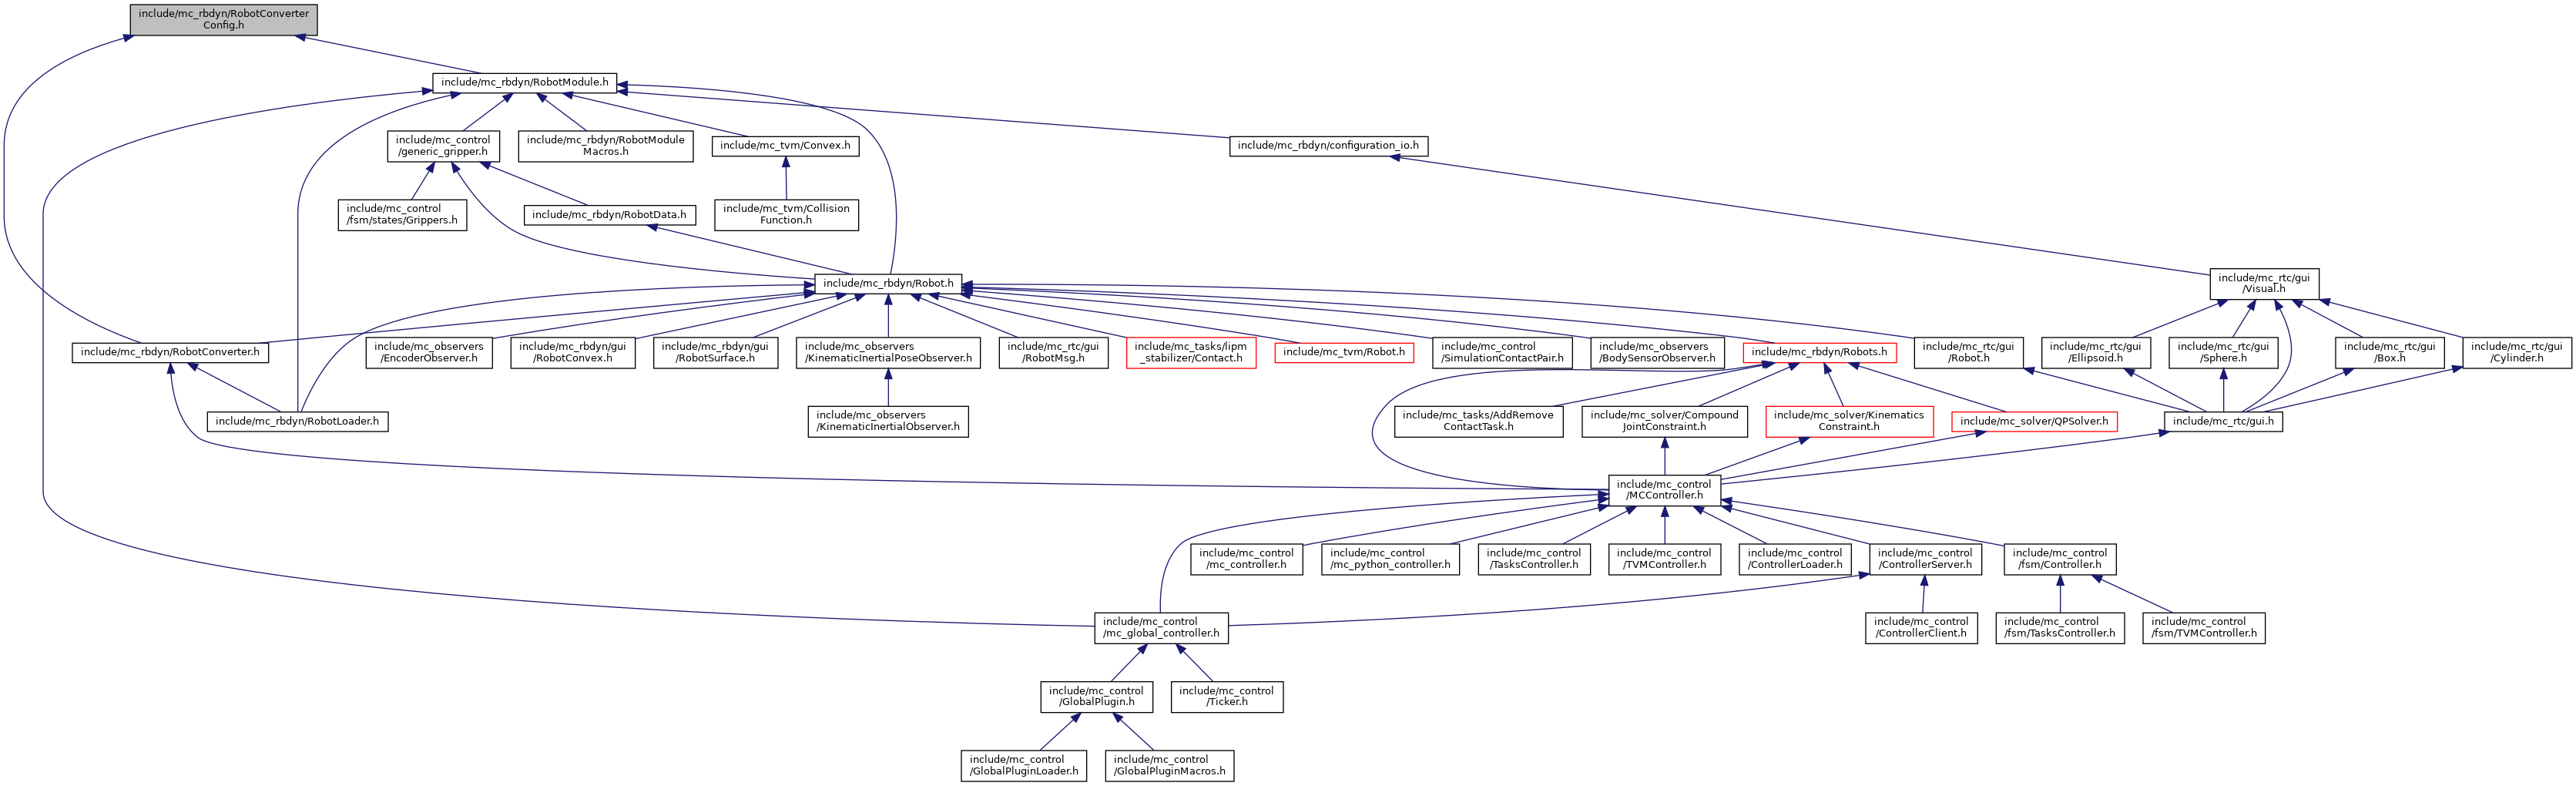 include/mc_rbdyn/RobotConverter
Config.h
include/mc_rbdyn/RobotModule.h
include/mc_control
/generic_gripper.h
include/mc_rbdyn/RobotModule
Macros.h
include/mc_tvm/Convex.h
include/mc_rbdyn/configuration_io.h
include/mc_control
/fsm/states/Grippers.h
include/mc_rbdyn/RobotData.h
include/mc_tvm/Collision
Function.h
include/mc_rbdyn/Robot.h
include/mc_rtc/gui
/Visual.h
include/mc_rbdyn/RobotConverter.h
include/mc_observers
/EncoderObserver.h
include/mc_rbdyn/gui
/RobotConvex.h
include/mc_rbdyn/gui
/RobotSurface.h
include/mc_observers
/KinematicInertialPoseObserver.h
include/mc_rtc/gui
/RobotMsg.h
include/mc_tasks/lipm
_stabilizer/Contact.h
include/mc_tvm/Robot.h
include/mc_control
/SimulationContactPair.h
include/mc_observers
/BodySensorObserver.h
include/mc_rbdyn/Robots.h
include/mc_rtc/gui
/Robot.h
include/mc_rtc/gui
/Ellipsoid.h
include/mc_rtc/gui
/Sphere.h
include/mc_rtc/gui
/Box.h
include/mc_rtc/gui
/Cylinder.h
include/mc_rbdyn/RobotLoader.h
include/mc_observers
/KinematicInertialObserver.h
include/mc_tasks/AddRemove
ContactTask.h
include/mc_solver/Compound
JointConstraint.h
include/mc_solver/Kinematics
Constraint.h
include/mc_solver/QPSolver.h
include/mc_rtc/gui.h
include/mc_control
/MCController.h
include/mc_control
/mc_controller.h
include/mc_control
/mc_python_controller.h
include/mc_control
/TasksController.h
include/mc_control
/TVMController.h
include/mc_control
/ControllerLoader.h
include/mc_control
/ControllerServer.h
include/mc_control
/fsm/Controller.h
include/mc_control
/mc_global_controller.h
include/mc_control
/ControllerClient.h
include/mc_control
/fsm/TasksController.h
include/mc_control
/fsm/TVMController.h
include/mc_control
/GlobalPlugin.h
include/mc_control
/Ticker.h
include/mc_control
/GlobalPluginLoader.h
include/mc_control
/GlobalPluginMacros.h